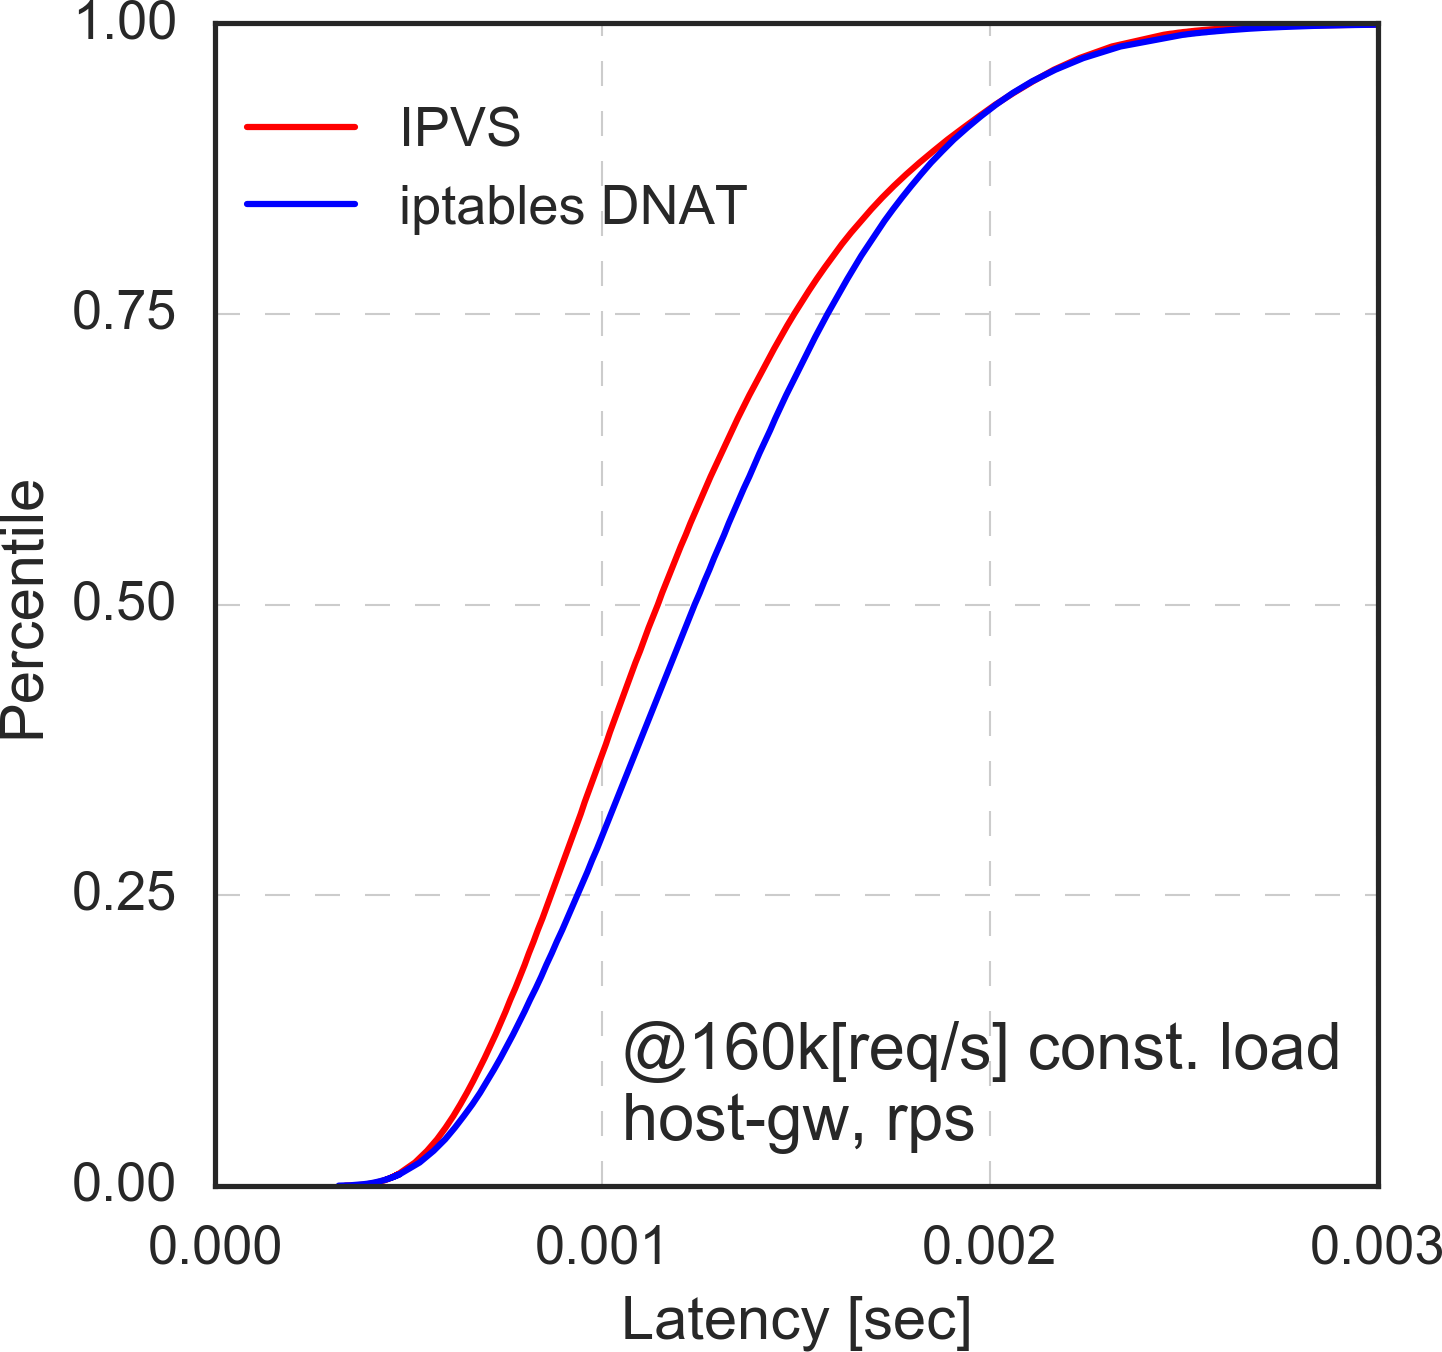 1.00
IPVS
iptables DNAT
0.75
0.50
0.25
0.00
Percentile
@160k[req/s] const. load
host-gw, rps
0.000 0.001 0.002 0.003
Latency [sec]